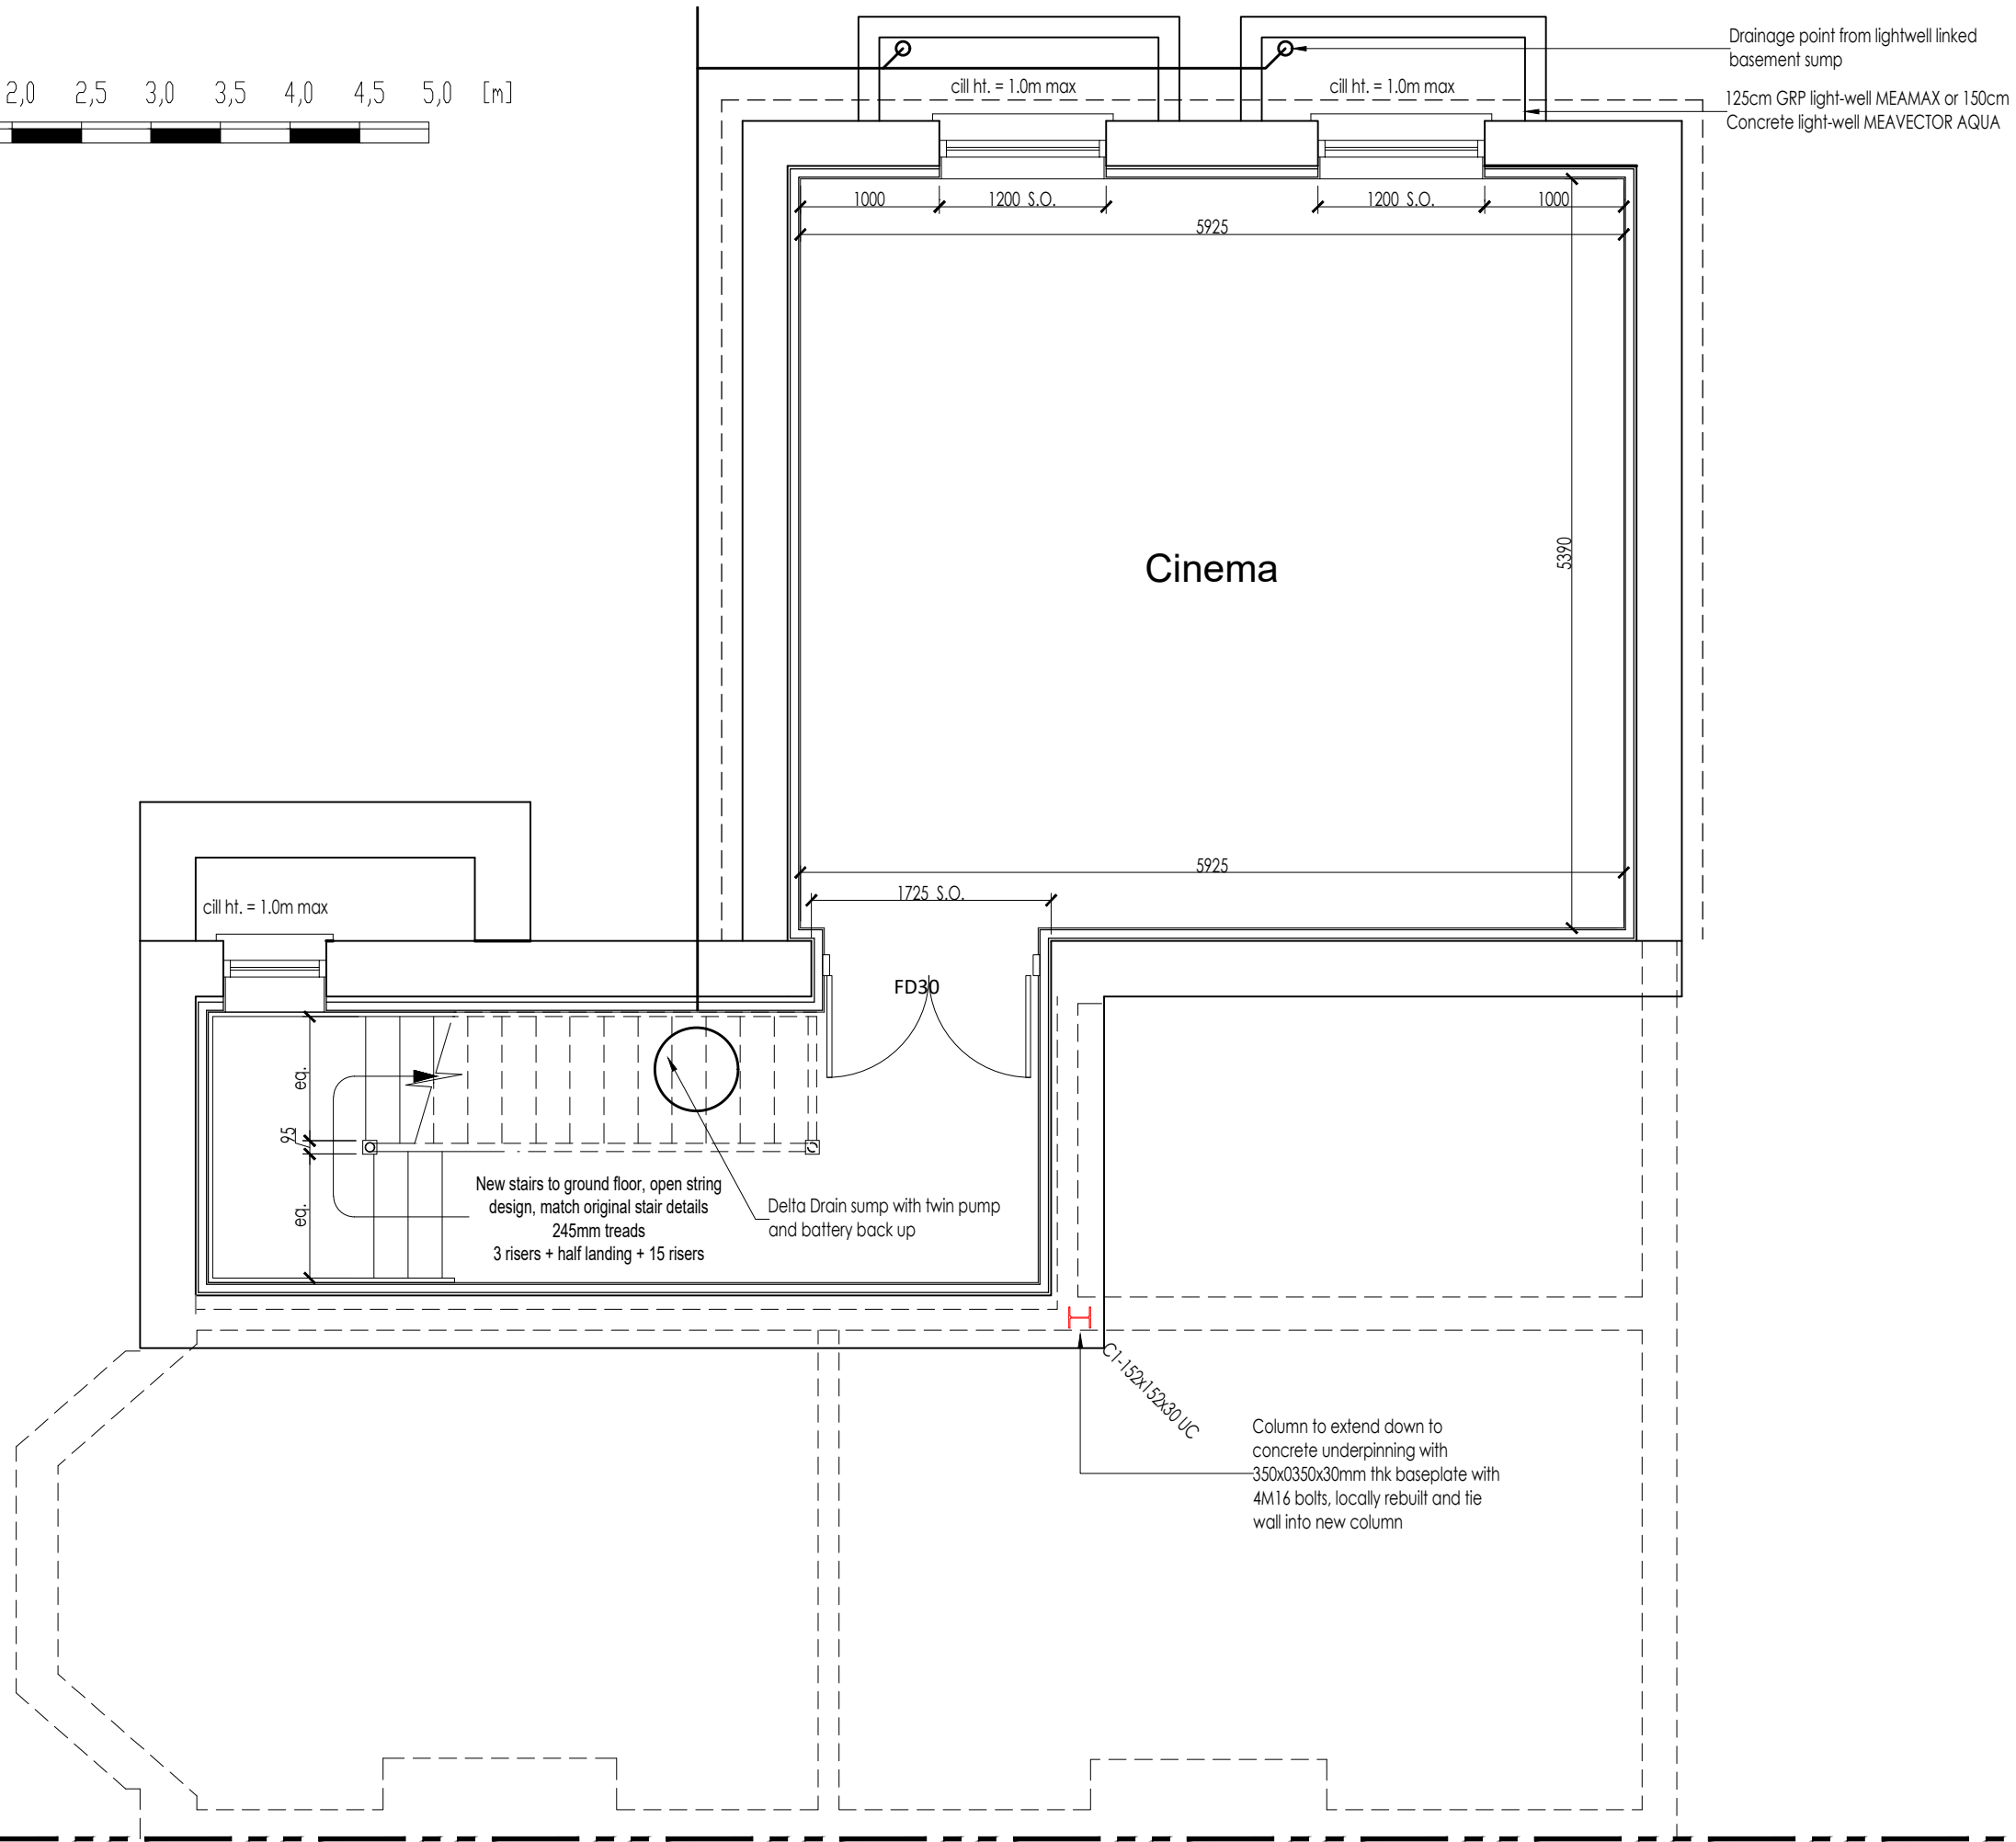 2,0 2,5 3,0 3,5 4,0 4,5 5,0 [m]
Drainage point from lightwell linked
basement sump
125cm GRP light-well MEAMAX or 150cm
Concrete light-well MEAVECTOR AQUA
cill ht. = 1.0m max
cill ht. = 1.0m max
1000
1200 S.O.
1200 S.O.
1000
5925
Cinema
5390
5925
1725 S.O.
cill ht. = 1.0m max
FD30
eq.
95
eq.
New stairs to ground floor, open string
design, match original stair details
245mm treads
3 risers + half landing + 15 risers
Delta Drain sump with twin pump
and battery back up
C1-152x152x30 UC
Column to extend down to
concrete underpinning with
350x0350x30mm thk baseplate with
4M16 bolts, locally rebuilt and tie
wall into new column